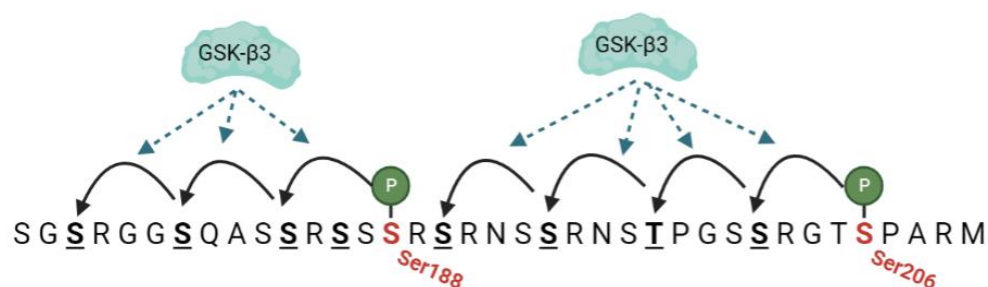 GSK-β3 GSK-β3
P P
S G S R G G S Q A S S R S S S R S R N S S R N S T P G S S R G T S P A R M
Ser188 Ser206